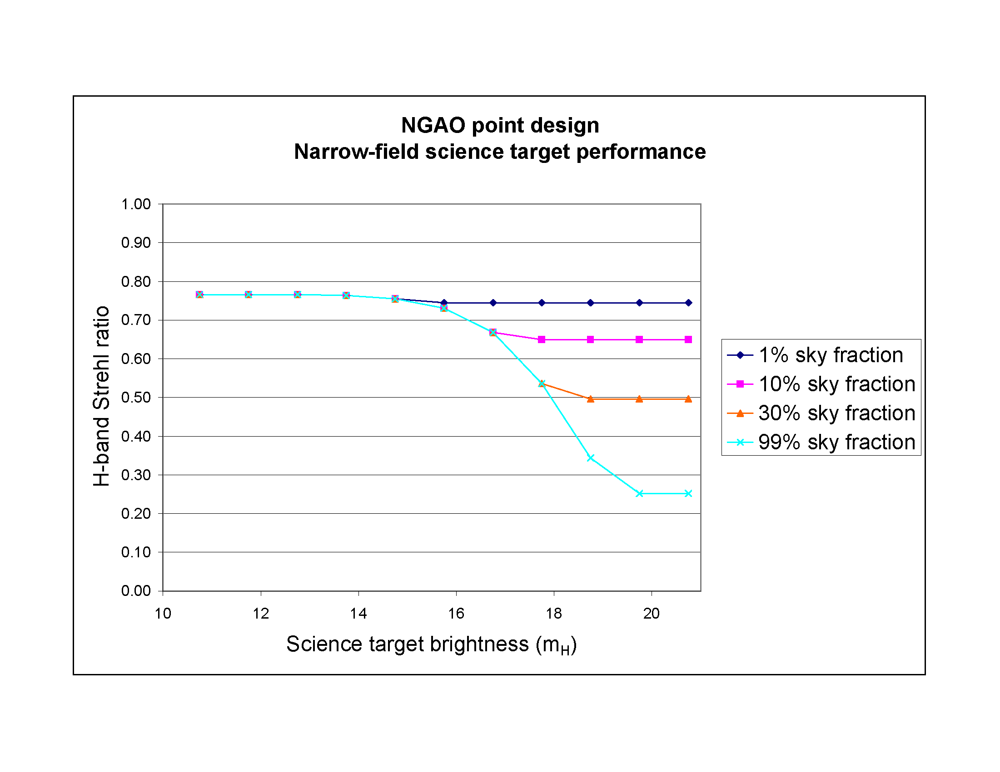 NGAO point design
Narrow-field science target performance
H-band Strehl ratio
1.00
0.90
0.80
0.70
0.60
0.50
0.40
0.30
0.20
0.10
0.00
10 12 14 16 18 20
Science target brightness (mH)
1% sky fraction
10% sky fraction
30% sky fraction
99% sky fraction